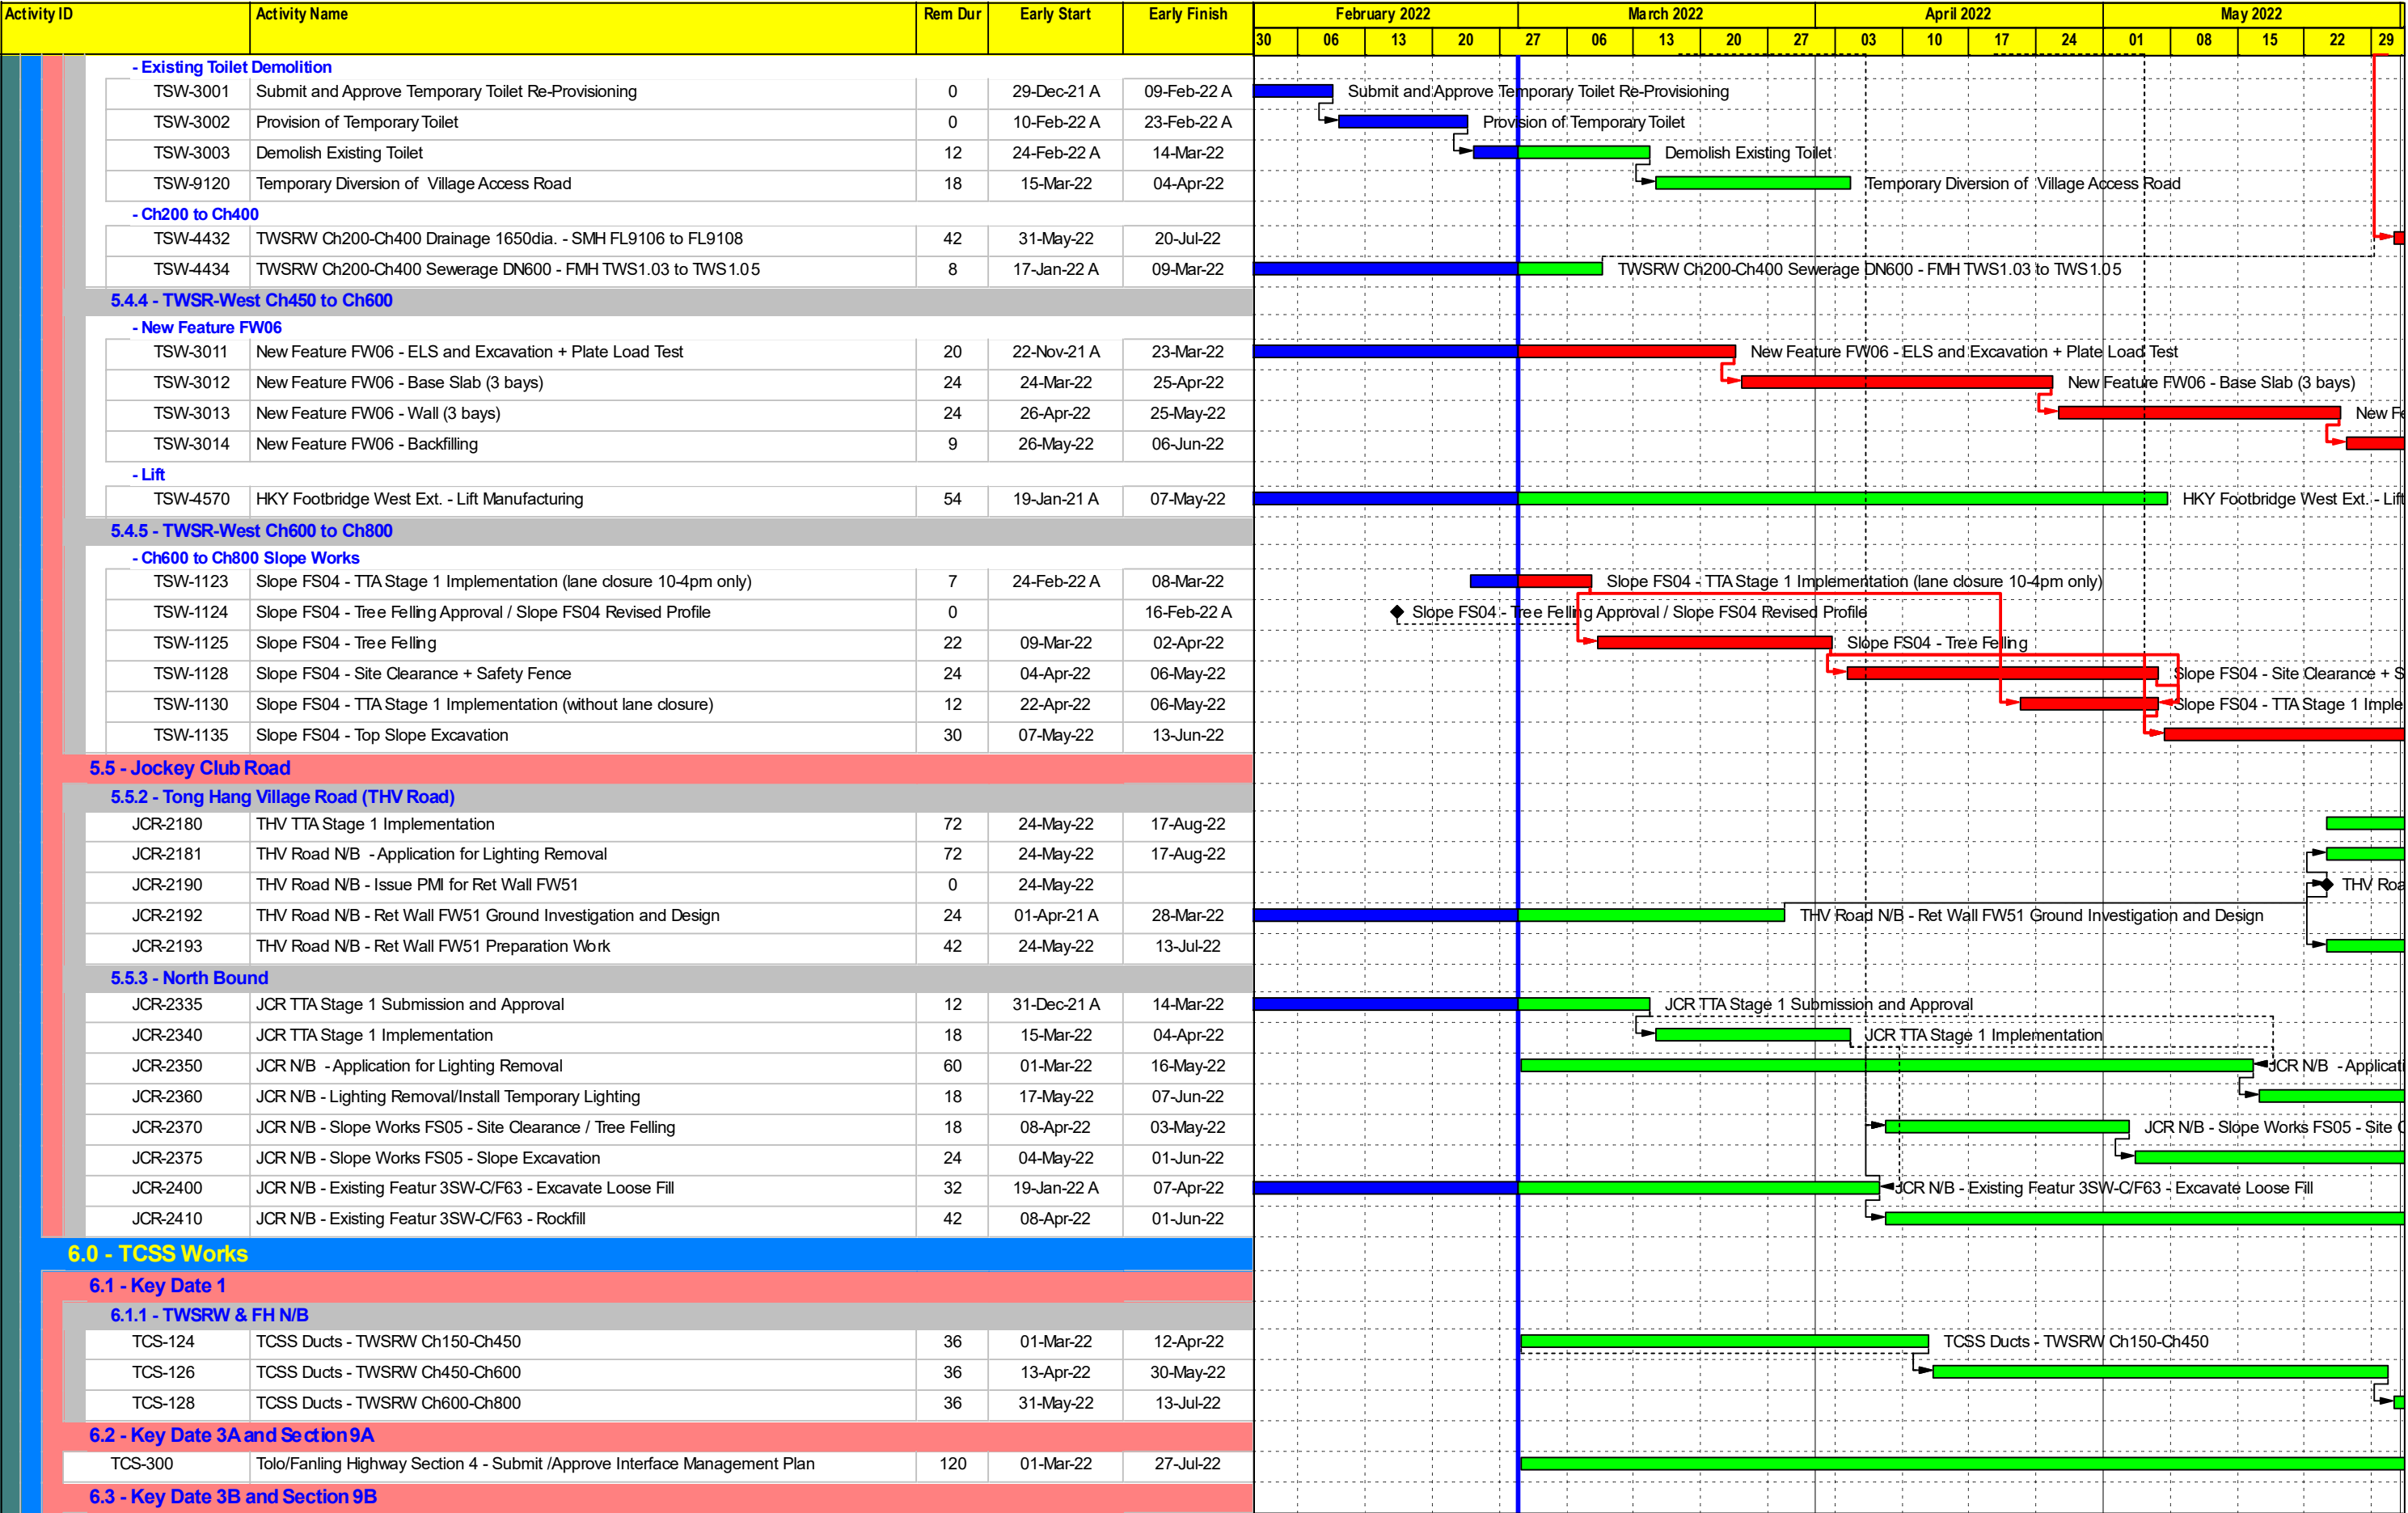 Activity ID Activity Name Rem Dur Early Start Early Finish February 2022 March 2022 April 2022 May 2022
30 06 13 20 27 06 13 20 27 03 10 17 24 01 08 15 22 29
- Existing Toilet Demolition
TSW-3001 Submit and Approve Temporary Toilet Re-Provisioning 0 29-Dec-21 A 09-Feb-22 A Submit and Approve Temporary Toilet Re-Provisioning
TSW-3002 Provision of Temporary Toilet 0 10-Feb-22 A 23-Feb-22 A Provision of Temporary Toilet
TSW-3003 Demolish Existing Toilet 12 24-Feb-22 A 14-Mar-22 Demolish Existing Toilet
TSW-9120 Temporary Diversion of Village Access Road 18 15-Mar-22 04-Apr-22 Temporary Diversion of Village Access Road
- Ch200 to Ch400
TSW-4432 TWSRW Ch200-Ch400 Drainage 1650dia. - SMH FL9106 to FL9108 42 31-May-22 20-Jul-22
TSW-4434 TWSRW Ch200-Ch400 Sewerage DN600 - FMH TWS1.03 to TWS1.05 8 17-Jan-22 A 09-Mar-22 TWSRW Ch200-Ch400 Sewerage DN600 - FMH TWS1.03 to TWS1.05
5.4.4 - TWSR-West Ch450 to Ch600
- New Feature FW06
TSW-3011 New Feature FW06 - ELS and Excavation + Plate Load Test 20 22-Nov-21 A 23-Mar-22 New Feature FW06 - ELS and Excavation + Plate Load Test
TSW-3012 New Feature FW06 - Base Slab (3 bays) 24 24-Mar-22 25-Apr-22 New Feature FW06 - Base Slab (3 bays)
TSW-3013 New Feature FW06 - Wall (3 bays) 24 26-Apr-22 25-May-22 New Fe
TSW-3014 New Feature FW06 - Backfilling 9 26-May-22 06-Jun-22
- Lift
TSW-4570 HKY Footbridge West Ext. - Lift Manufacturing 54 19-Jan-21 A 07-May-22 HKY Footbridge West Ext. - Lift
5.4.5 - TWSR-West Ch600 to Ch800
- Ch600 to Ch800 Slope Works
TSW-1123 Slope FS04 - TTA Stage 1 Implementation (lane closure 10-4pm only) 7 24-Feb-22 A 08-Mar-22 Slope FS04 - TTA Stage 1 Implementation (lane closure 10-4pm only)
TSW-1124 Slope FS04 - Tree Felling Approval / Slope FS04 Revised Profile 0 16-Feb-22 A Slope FS04 - Tree Felling Approval / Slope FS04 Revised Profile
TSW-1125 Slope FS04 - Tree Felling 22 09-Mar-22 02-Apr-22 Slope FS04 - Tree Felling
TSW-1128 Slope FS04 - Site Clearance + Safety Fence 24 04-Apr-22 06-May-22 Slope FS04 - Site Clearance + S
TSW-1130 Slope FS04 - TTA Stage 1 Implementation (without lane closure) 12 22-Apr-22 06-May-22 Slope FS04 - TTA Stage 1 Imple
TSW-1135 Slope FS04 - Top Slope Excavation 30 07-May-22 13-Jun-22
5.5 - Jockey Club Road
5.5.2 - Tong Hang Village Road (THV Road)
JCR-2180 THV TTA Stage 1 Implementation 72 24-May-22 17-Aug-22
JCR-2181 THV Road N/B - Application for Lighting Removal 72 24-May-22 17-Aug-22
JCR-2190 THV Road N/B - Issue PMI for Ret Wall FW51 0 24-May-22 THV Roa
JCR-2192 THV Road N/B - Ret Wall FW51 Ground Investigation and Design 24 01-Apr-21 A 28-Mar-22 THV Road N/B - Ret Wall FW51 Ground Investigation and Design
JCR-2193 THV Road N/B - Ret Wall FW51 Preparation Work 42 24-May-22 13-Jul-22
5.5.3 - North Bound
JCR-2335 JCR TTA Stage 1 Submission and Approval 12 31-Dec-21 A 14-Mar-22 JCR TTA Stage 1 Submission and Approval
JCR-2340 JCR TTA Stage 1 Implementation 18 15-Mar-22 04-Apr-22 JCR TTA Stage 1 Implementation
JCR-2350 JCR N/B - Application for Lighting Removal 60 01-Mar-22 16-May-22 JCR N/B - Applicati
JCR-2360 JCR N/B - Lighting Removal/Install Temporary Lighting 18 17-May-22 07-Jun-22
JCR-2370 JCR N/B - Slope Works FS05 - Site Clearance / Tree Felling 18 08-Apr-22 03-May-22 JCR N/B - Slope Works FS05 - Site C
JCR-2375 JCR N/B - Slope Works FS05 - Slope Excavation 24 04-May-22 01-Jun-22
JCR-2400 JCR N/B - Existing Featur 3SW-C/F63 - Excavate Loose Fill 32 19-Jan-22 A 07-Apr-22 JCR N/B - Existing Featur 3SW-C/F63 - Excavate Loose Fill
JCR-2410 JCR N/B - Existing Featur 3SW-C/F63 - Rockfill 42 08-Apr-22 01-Jun-22
6.0 - TCSS Works
6.1 - Key Date 1
6.1.1 - TWSRW & FH N/B
TCS-124 TCSS Ducts - TWSRW Ch150-Ch450 36 01-Mar-22 12-Apr-22 TCSS Ducts - TWSRW Ch150-Ch450
TCS-126 TCSS Ducts - TWSRW Ch450-Ch600 36 13-Apr-22 30-May-22
TCS-128 TCSS Ducts - TWSRW Ch600-Ch800 36 31-May-22 13-Jul-22
6.2 - Key Date 3A and Section 9A
TCS-300 Tolo/Fanling Highway Section 4 - Submit /Approve Interface Management Plan 120 01-Mar-22 27-Jul-22
6.3 - Key Date 3B and Section 9B